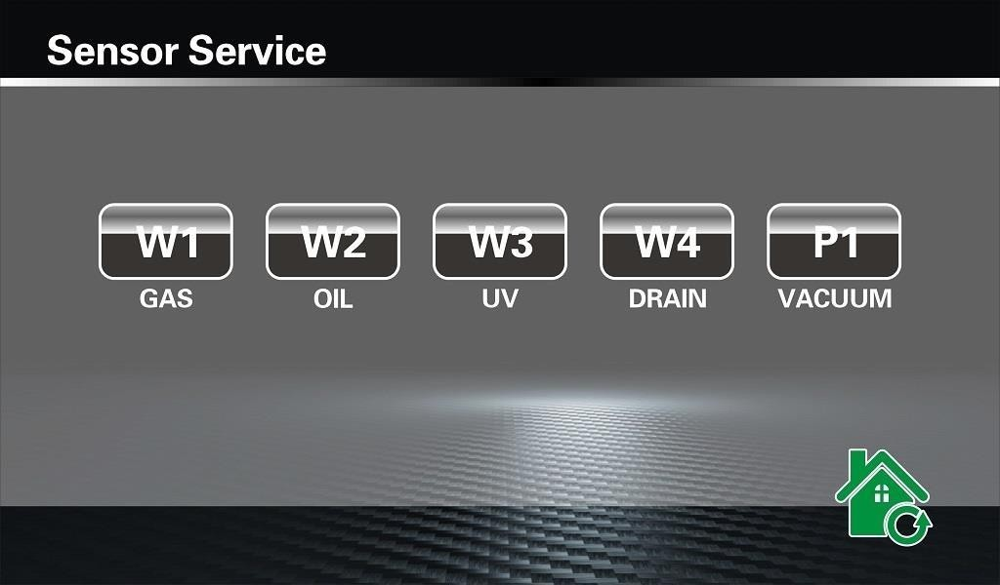 Sensor Service
W1 W2 W3 W4 P1
GAS OIL UV DRAIN VACUUM